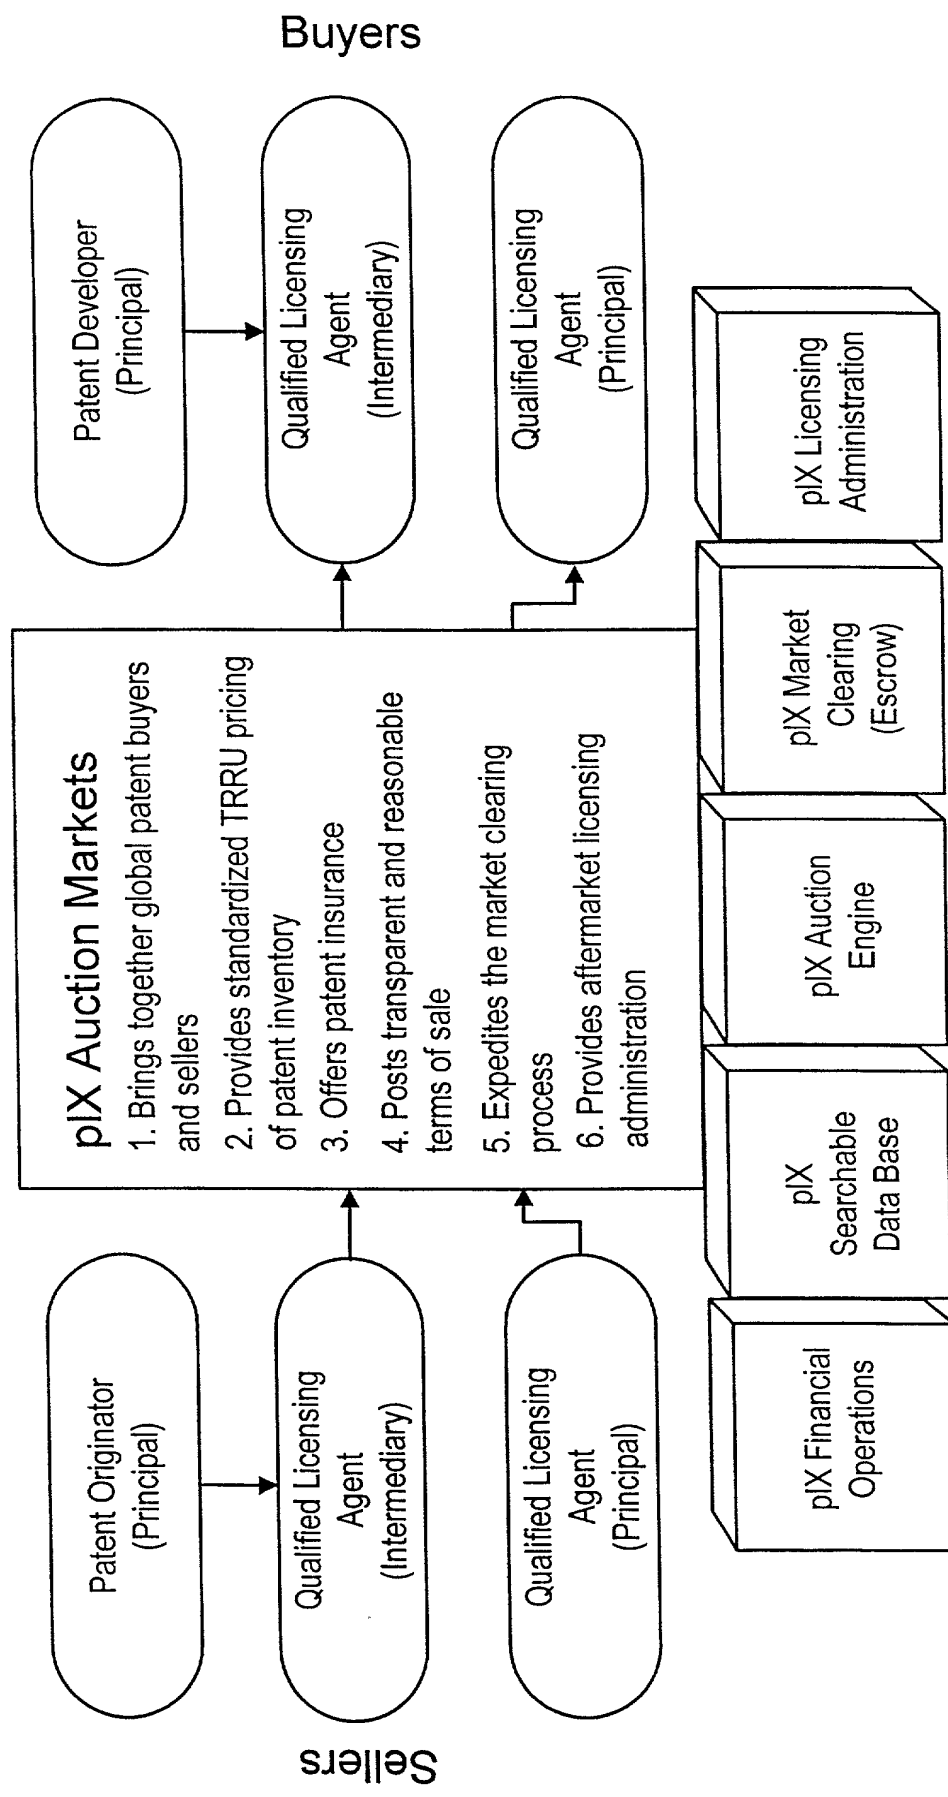 Sellers
Patent Originator
(Principal)
Qualified Licensing
Agent
(Intermediary)
Qualified Licensing
Agent
(Principal)
pIX Auction Markets
1. Brings together global patent buyers
and sellers
2. Provides standardized TRRU pricing
of patent inventory
3. Offers patent insurance
4. Posts transparent and reasonable
terms of sale
5. Expedites the market clearing
process
6. Provides aftermarket licensing
administration
Patent Developer
(Principal)
Qualified Licensing
Agent
(Intermediary)
Qualified Licensing
Agent
(Principal)
Buyers
pIX Financial
Operations
pIX
Searchable
Data Base
pIX Auction
Engine
pIX Market
Clearing
(Escrow)
pIX Licensing
Administration